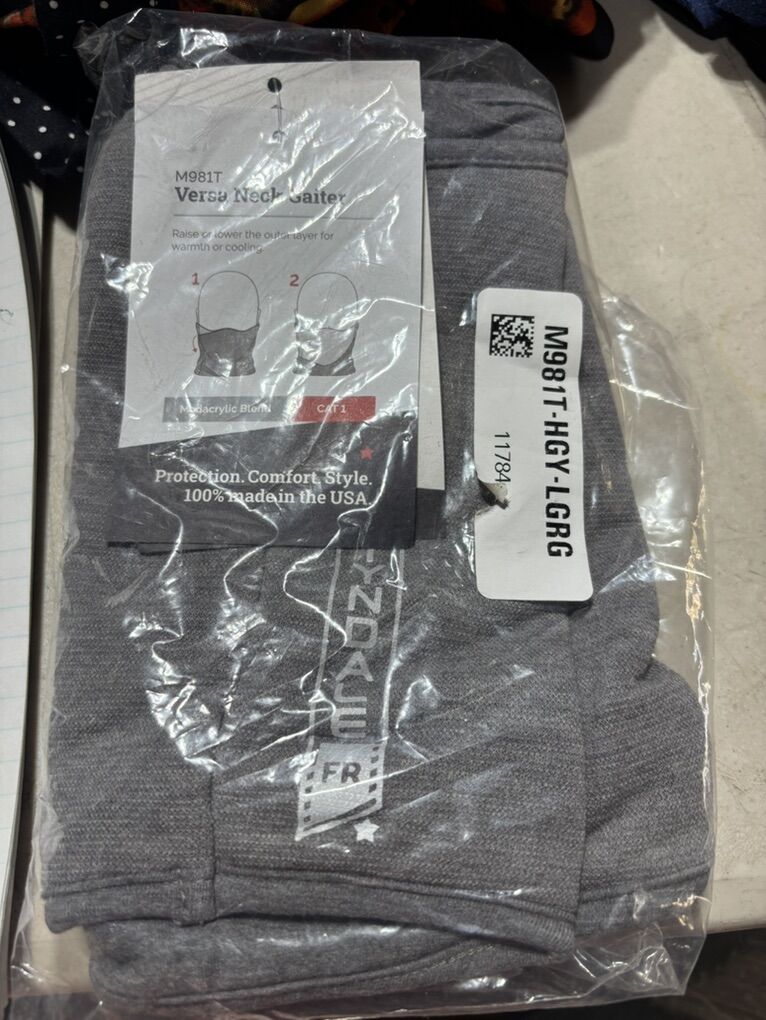 M981T
Versa Neck Gaiter
Raise or lower the outer layer for
warmth or cooling.
1
2
Modacrylic Blend
CAT 1
Protection. Comfort. Style.
100% made in the USA.
M981T-HGY-LGRG
11784
YNDALE
FR